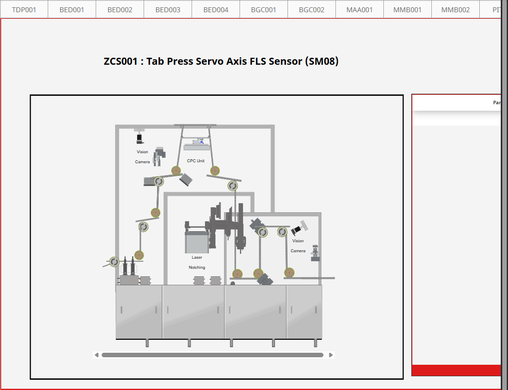 TDP001 BED001 BED002 BED003 BED004 BGC001 BGC002 MAA001 MMB001 MMB002
ZCS001 : Tab Press Servo Axis FLS Sensor (SM08)
Vision
Camera
CPC Unit
Vision
Camera
Laser
Notching